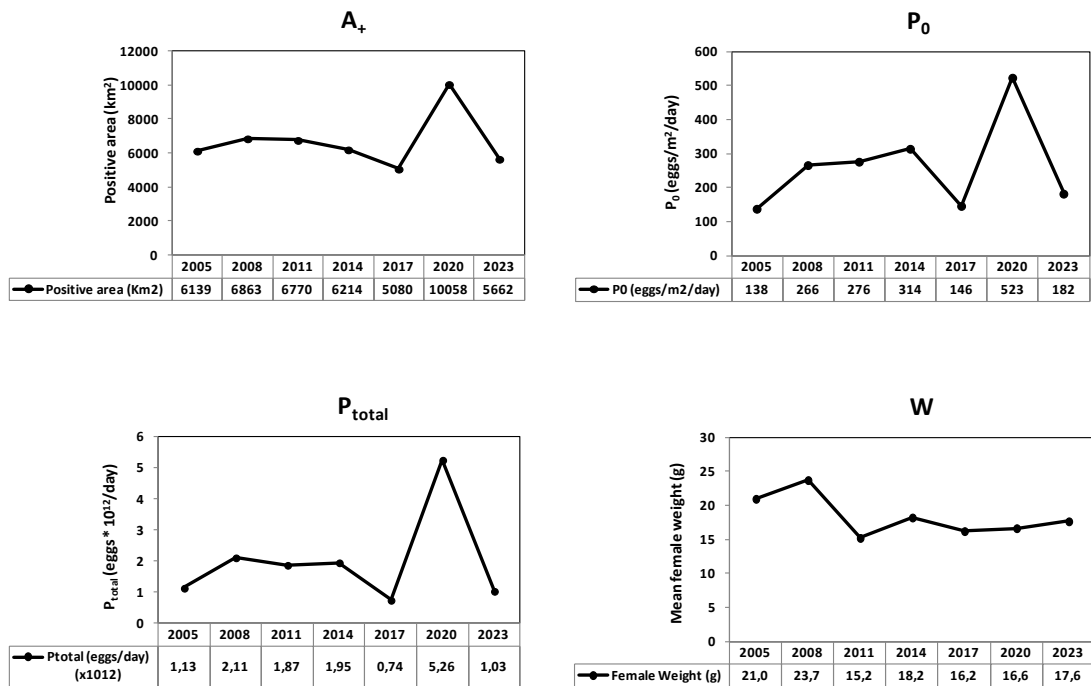 A₊
Positive area (km²)
12000
10000
8000
6000
4000
2000
0
2005 2008 2011 2014 2017 2020 2023
Positive area (Km2) 6139 6863 6770 6214 5080 10058 5662
P₀
P₀ (eggs/m²/day)
600
500
400
300
200
100
0
2005 2008 2011 2014 2017 2020 2023
P0 (eggs/m2/day) 138 266 276 314 146 523 182
P_total
P_total (eggs * 10¹²/day)
6
5
4
3
2
1
0
2005 2008 2011 2014 2017 2020 2023
Ptotal (eggs/day)
(x1012) 1,13 2,11 1,87 1,95 0,74 5,26 1,03
W
Mean female weight (g)
30
25
20
15
10
5
0
2005 2008 2011 2014 2017 2020 2023
Female Weight (g) 21,0 23,7 15,2 18,2 16,2 16,6 17,6